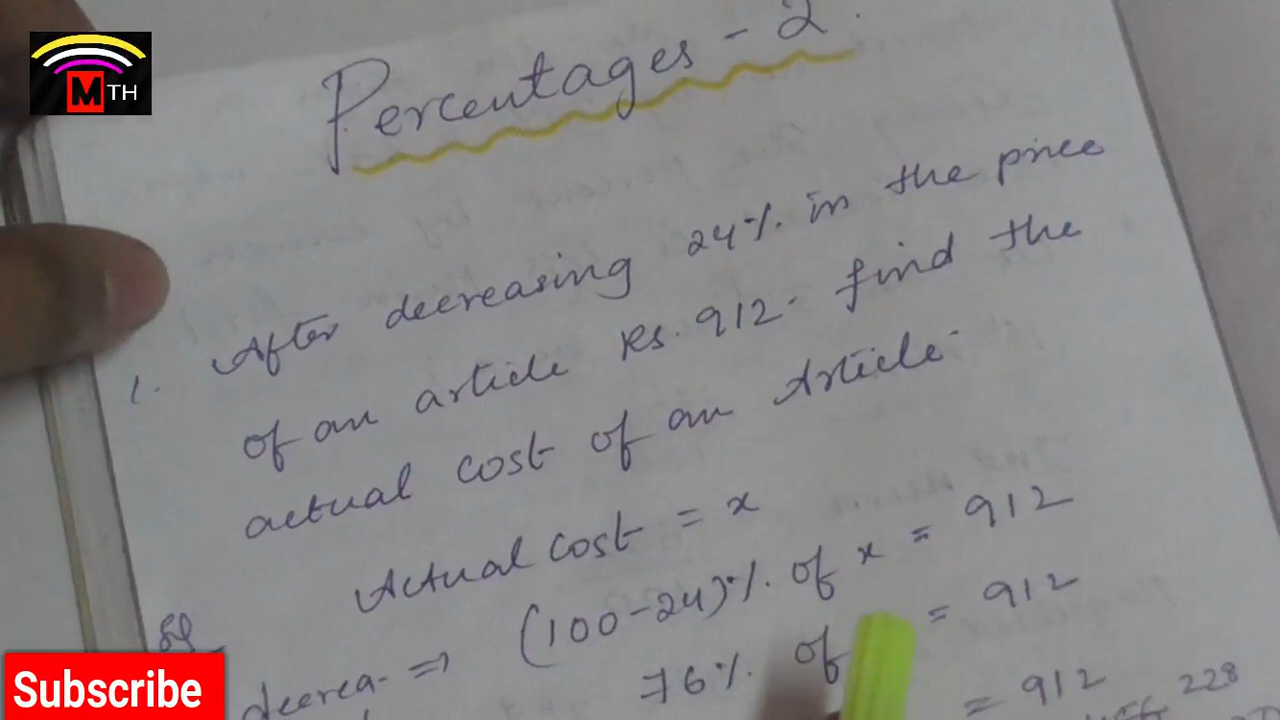 MTH
Percentages - 2
1. After decreasing 24%. in the price
of an article Rs. 912. find the
actual cost of an Article
Actual cost = x
(100-24)%. of x = 912
decrea. ⇒ 76%. of = 912
= 912
228
Subscribe